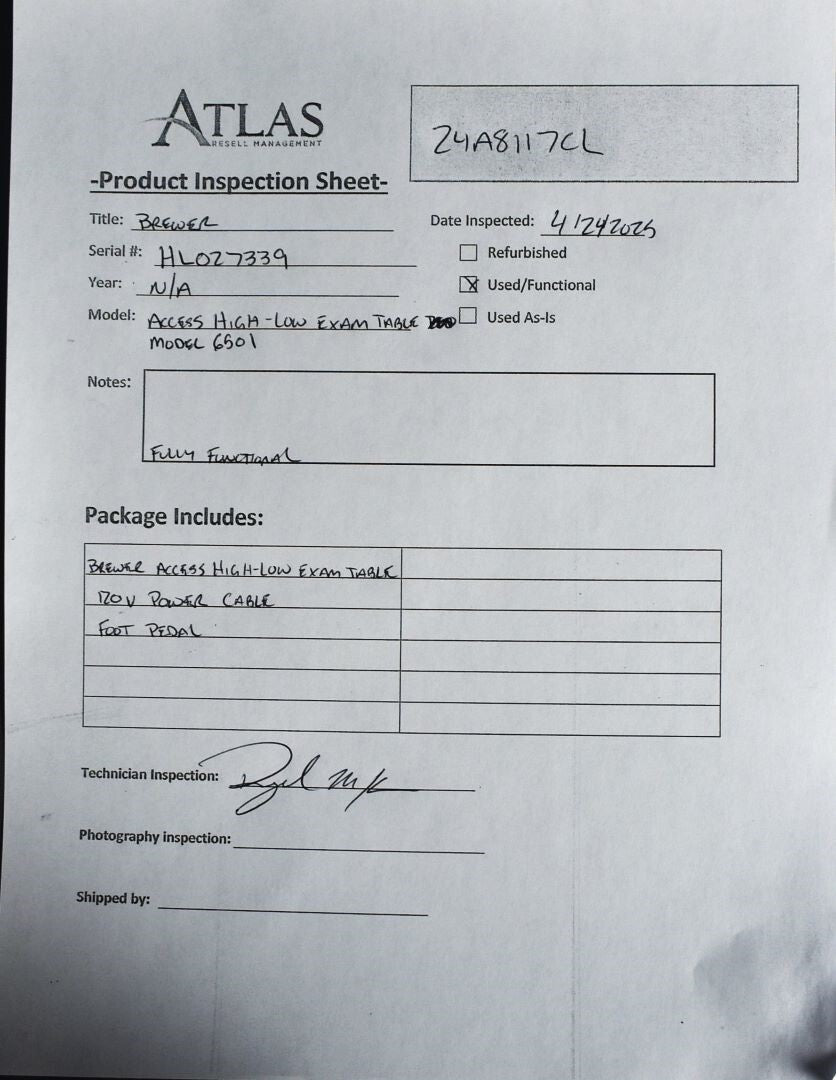 ATLAS
RESELL MANAGEMENT
24A8117CL
-Product Inspection Sheet-
Title: BREWER
Date Inspected: 4/24/2025
Serial #: HL027339
Refurbished
Year: N/A
Used/Functional
Model: ACCESS HIGH-LOW EXAM TABLE
Used As-Is
MODEL 6501
Notes:
FULLY FUNCTIONAL
Package Includes:
BREWER ACCESS HIGH-LOW EXAM TABLE
120V POWER CABLE
FOOT PEDAL
Technician Inspection:
Photography inspection:
Shipped by: